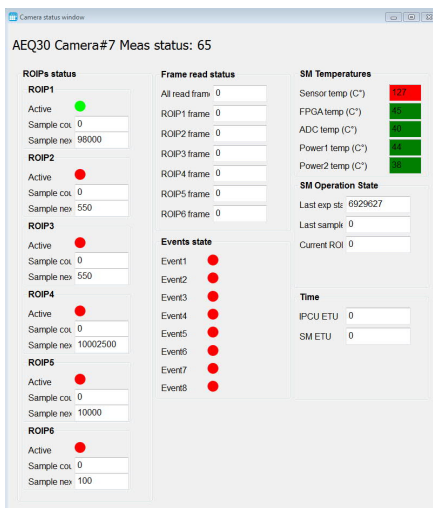 Camera status window
AEQ30 Camera#7 Meas status: 65
ROIPs status
ROIP1
Active
Sample cou 0
Sample nex 98000
ROIP2
Active
Sample cou 0
Sample nex 550
ROIP3
Active
Sample cou 0
Sample nex 550
ROIP4
Active
Sample cou 0
Sample nex 10002500
ROIP5
Active
Sample cou 0
Sample nex 10000
ROIP6
Active
Sample cou 0
Sample nex 100
Frame read status
All read frame 0
ROIP1 frame 0
ROIP2 frame 0
ROIP3 frame 0
ROIP4 frame 0
ROIP5 frame 0
ROIP6 frame 0
Events state
Event1
Event2
Event3
Event4
Event5
Event6
Event7
Event8
SM Temperatures
Sensor temp (C°) 127
FPGA temp (C°) 45
ADC temp (C°) 40
Power1 temp (C°) 44
Power2 temp (C°) 38
SM Operation State
Last exp sta 6929627
Last sample 0
Current ROI 0
Time
IPCU ETU 0
SM ETU 0